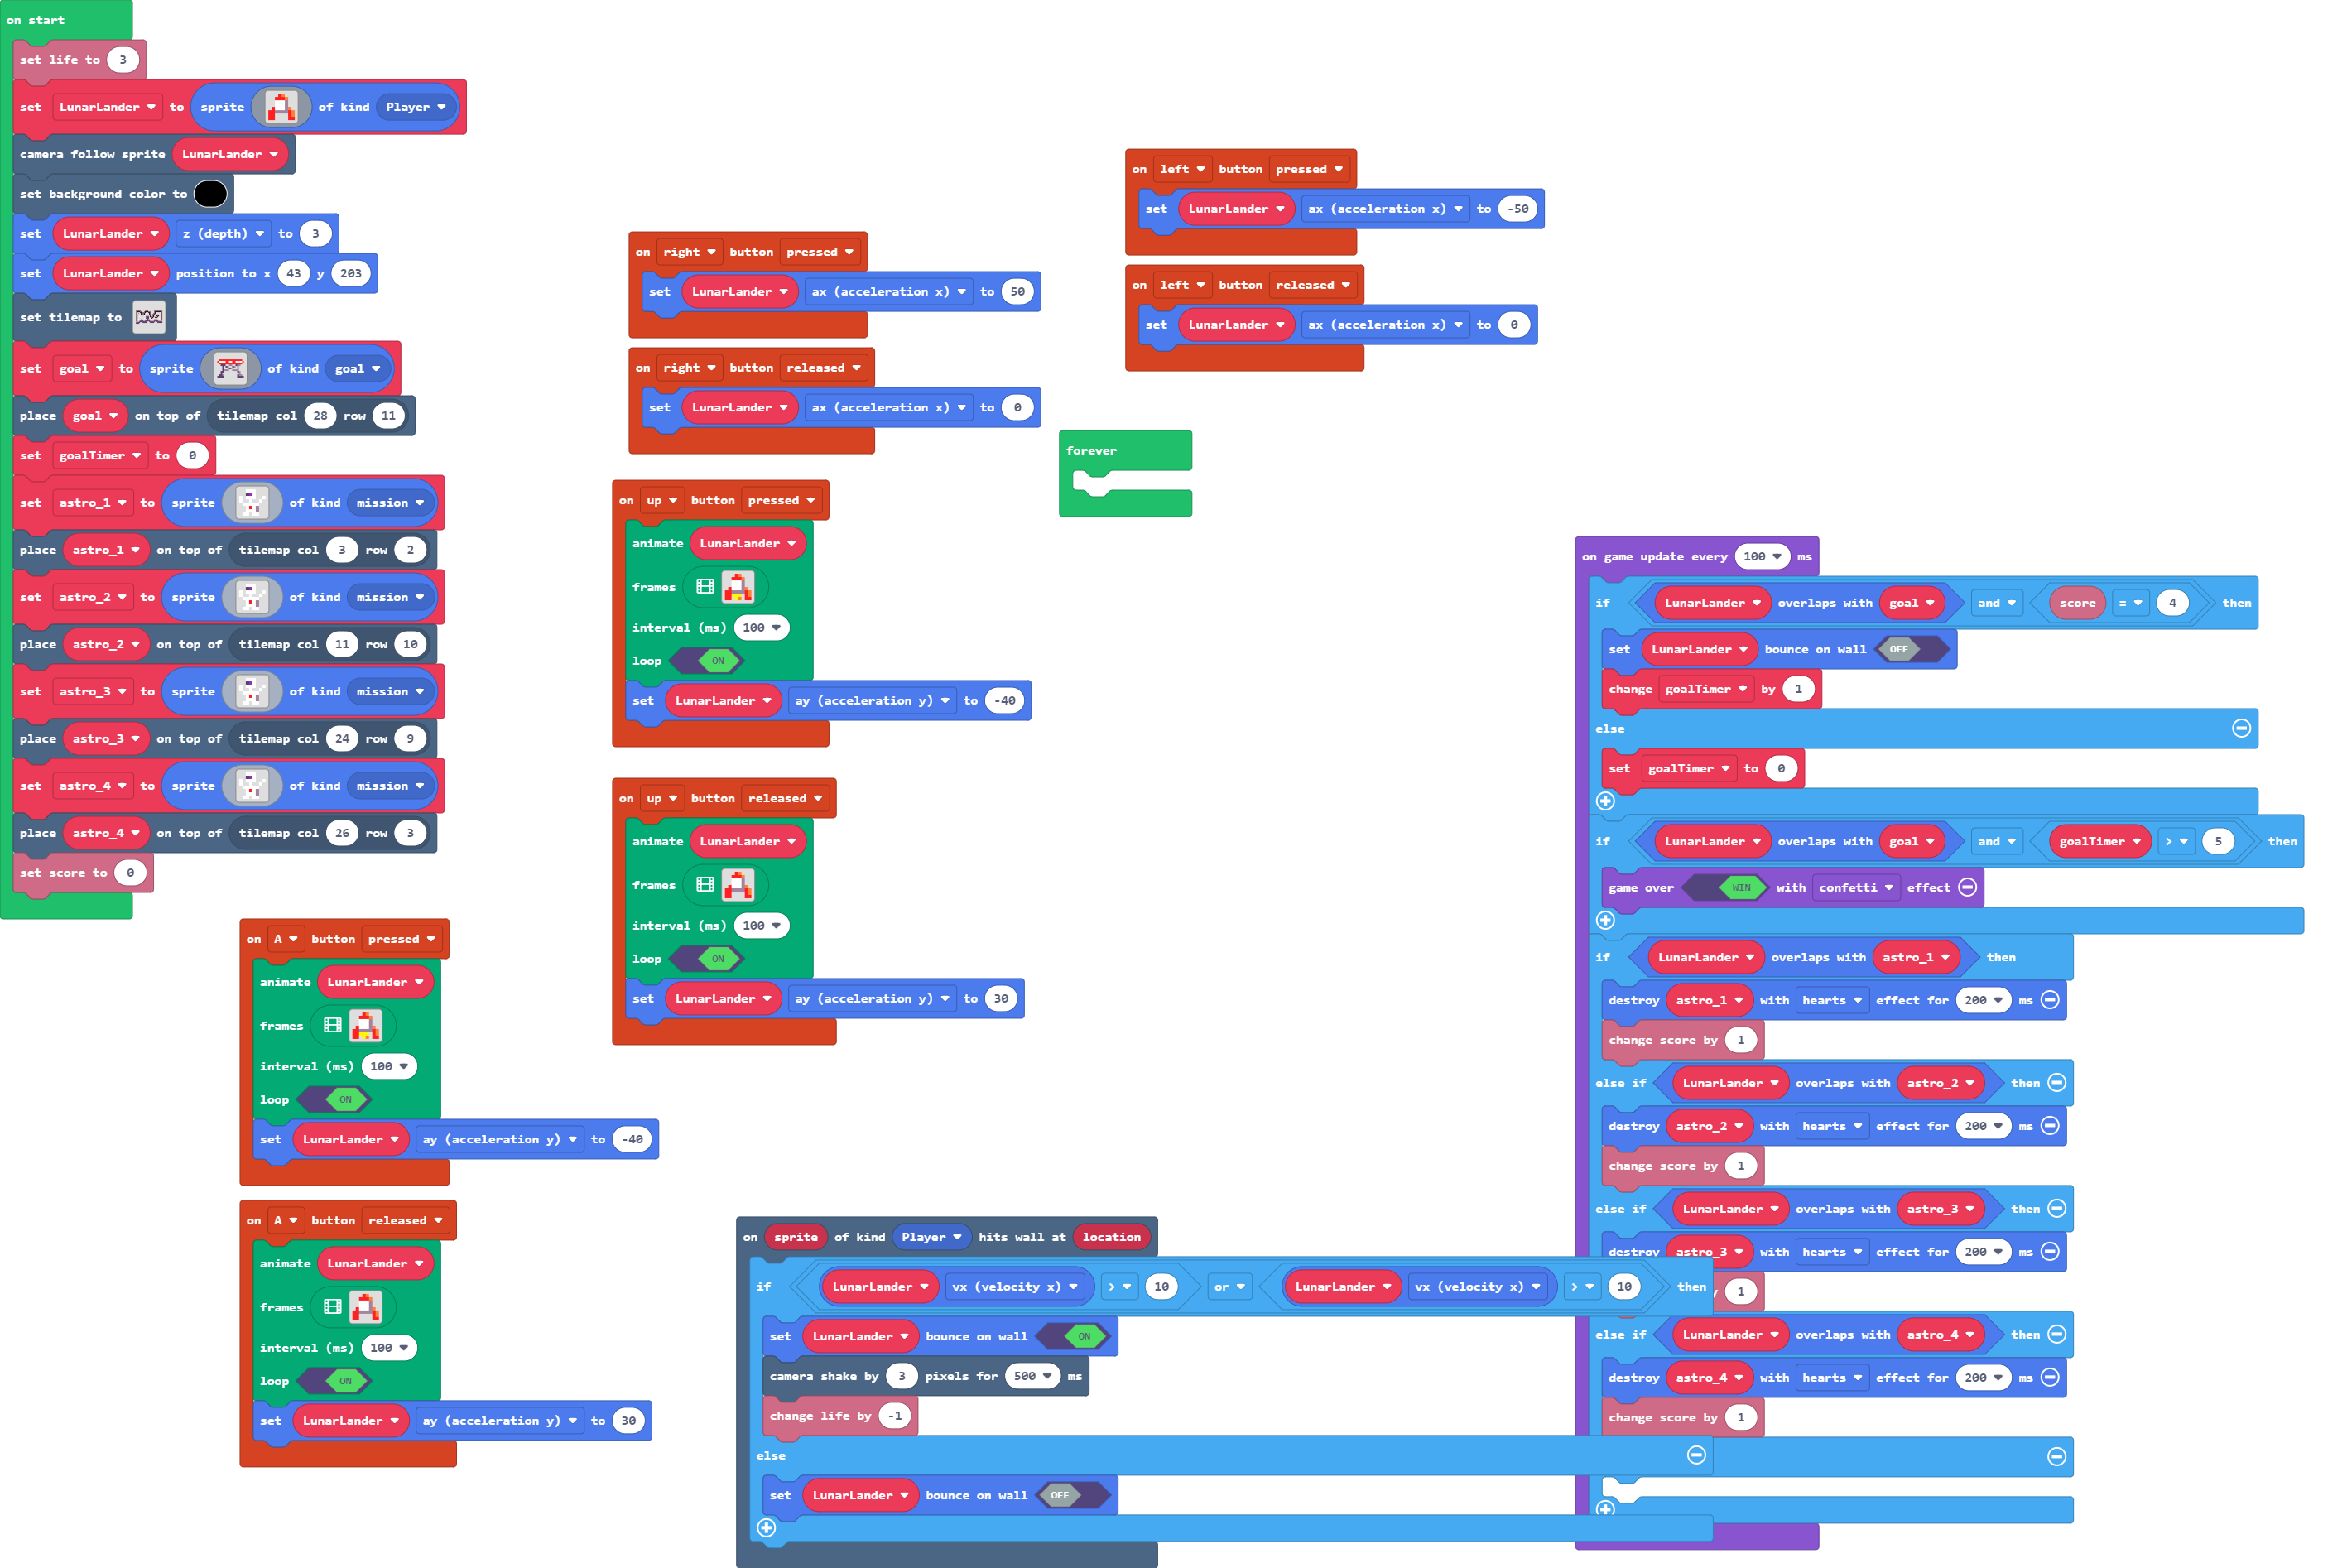 on start
set life to 3
set LunarLander to sprite of kind Player
camera follow sprite LunarLander
set background color to
set LunarLander z (depth) to 3
set LunarLander position to x 43 y 203
set tilemap to
set goal to sprite of kind goal
place goal on top of tilemap col 28 row 11
set goalTimer to 0
set astro_1 to sprite of kind mission
place astro_1 on top of tilemap col 3 row 2
set astro_2 to sprite of kind mission
place astro_2 on top of tilemap col 11 row 10
set astro_3 to sprite of kind mission
place astro_3 on top of tilemap col 24 row 9
set astro_4 to sprite of kind mission
place astro_4 on top of tilemap col 26 row 3
set score to 0
on A button pressed
animate LunarLander
frames
interval (ms) 100
loop ON
set LunarLander ay (acceleration y) to -40
on A button released
animate LunarLander
frames
interval (ms) 100
loop ON
set LunarLander ay (acceleration y) to 30
on right button pressed
set LunarLander ax (acceleration x) to 50
on right button released
set LunarLander ax (acceleration x) to 0
on up button pressed
animate LunarLander
frames
interval (ms) 100
loop ON
set LunarLander ay (acceleration y) to -40
on up button released
animate LunarLander
frames
interval (ms) 100
loop ON
set LunarLander ay (acceleration y) to 30
on left button pressed
set LunarLander ax (acceleration x) to -50
on left button released
set LunarLander ax (acceleration x) to 0
forever
on sprite of kind Player hits wall at location
if LunarLander vx (velocity x) > 10 or LunarLander vx (velocity x) > 10 then
set LunarLander bounce on wall ON
camera shake by 3 pixels for 500 ms
change life by -1
else
set LunarLander bounce on wall OFF
on game update every 100 ms
if LunarLander overlaps with goal and score = 4 then
set LunarLander bounce on wall OFF
change goalTimer by 1
else
set goalTimer to 0
if LunarLander overlaps with goal and goalTimer > 5 then
game over WIN with confetti effect
if LunarLander overlaps with astro_1 then
destroy astro_1 with hearts effect for 200 ms
change score by 1
else if LunarLander overlaps with astro_2 then
destroy astro_2 with hearts effect for 200 ms
change score by 1
else if LunarLander overlaps with astro_3 then
destroy astro_3 with hearts effect for 200 ms
1
else if LunarLander overlaps with astro_4 then
destroy astro_4 with hearts effect for 200 ms
change score by 1